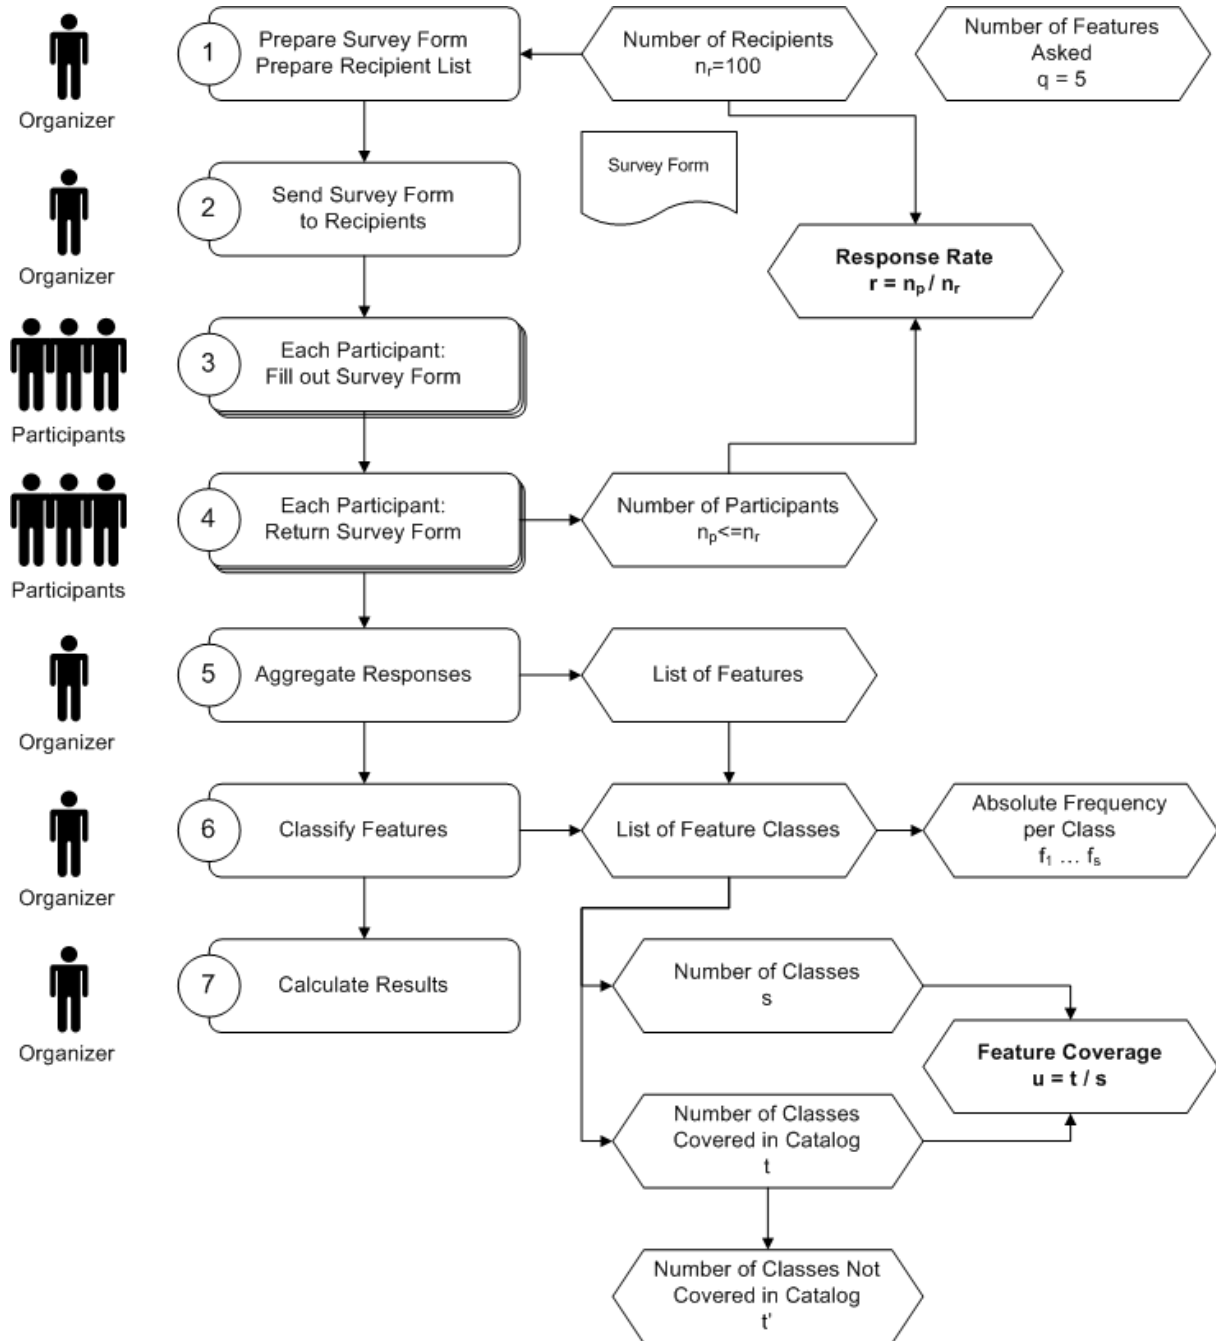 1
Prepare Survey Form
Prepare Recipient List
Number of Recipients
nᵣ=100
Number of Features
Asked
q = 5
Organizer
Survey Form
2
Send Survey Form
to Recipients
Organizer
Response Rate
r = nₚ / nᵣ
3
Each Participant:
Fill out Survey Form
Participants
4
Each Participant:
Return Survey Form
Number of Participants
nₚ<=nᵣ
Participants
5
Aggregate Responses
List of Features
Organizer
6
Classify Features
List of Feature Classes
Absolute Frequency
per Class
f₁ … fₛ
Organizer
7
Calculate Results
Number of Classes
s
Organizer
Feature Coverage
u = t / s
Number of Classes
Covered in Catalog
t
Number of Classes Not
Covered in Catalog
t'